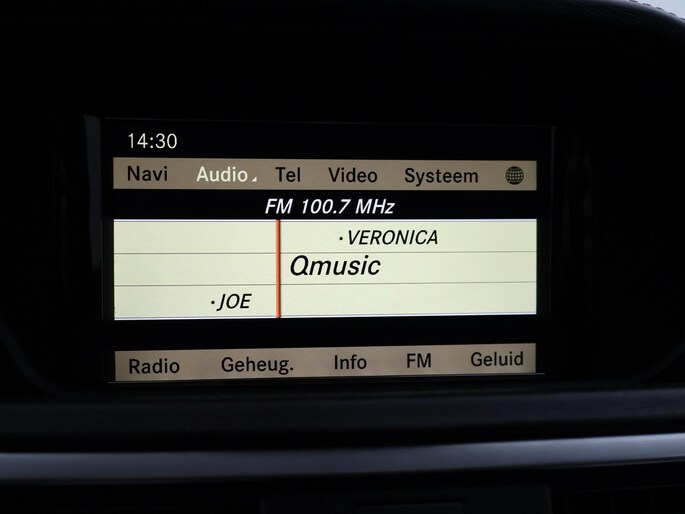 14:30
Navi Audio Tel Video Systeem
FM 100.7 MHz
·VERONICA
Qmusic
·JOE
Radio Geheug. Info FM Geluid